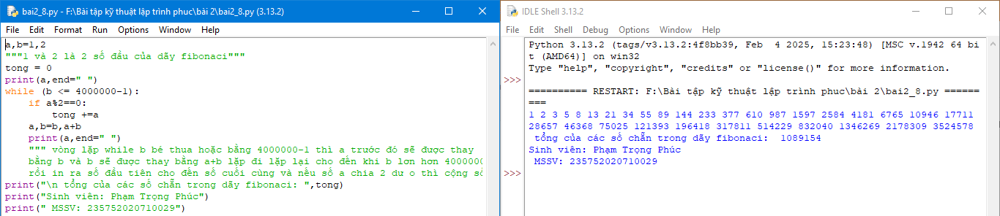 bai2_8.py - F:\Bài tập kỹ thuật lập trình phuc\bài 2\bai2_8.py (3.13.2)
File Edit Format Run Options Window Help
a,b=1,2
"""1 và 2 là 2 số đầu của dãy fibonaci"""
tong = 0
print(a,end=" ")
while (b <= 4000000-1):
    if a%2==0:
        tong +=a
    a,b=b,a+b
    print(a,end=" ")
    """ vòng lặp while b bé thua hoặc bằng 4000000-1 thì a trước đó sẽ được thay
    bằng b và b sẽ được thay bằng a+b lặp đi lặp lại cho đến khi b lơn hơn 4000000
    rồi in ra số đầu tiên cho đến số cuối cùng và nếu số a chia 2 dư o thì cộng số
print("\n tổng của các số chẵn trong dãy fibonaci: ",tong)
print("Sinh viên: Phạm Trọng Phúc")
print(" MSSV: 235752020710029")
IDLE Shell 3.13.2
File Edit Shell Debug Options Window Help
Python 3.13.2 (tags/v3.13.2:4f8bb39, Feb  4 2025, 15:23:48) [MSC v.1942 64 bi
t (AMD64)] on win32
Type "help", "copyright", "credits" or "license()" for more information.
>>>
========== RESTART: F:\Bài tập kỹ thuật lập trình phuc\bài 2\bai2_8.py =======
===
1 2 3 5 8 13 21 34 55 89 144 233 377 610 987 1597 2584 4181 6765 10946 17711
28657 46368 75025 121393 196418 317811 514229 832040 1346269 2178309 3524578
 tổng của các số chẵn trong dãy fibonaci:  1089154
Sinh viên: Phạm Trọng Phúc
 MSSV: 235752020710029
>>>